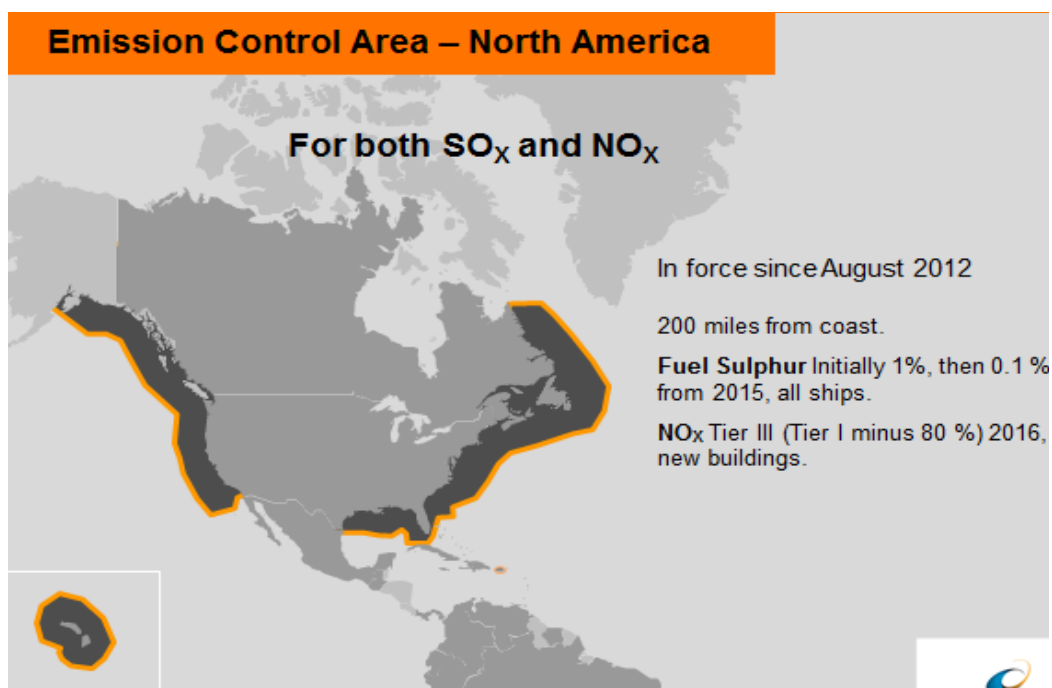 Emission Control Area – North America
For both SOX and NOX
In force since August 2012
200 miles from coast.
Fuel Sulphur Initially 1%, then 0.1 %
from 2015, all ships.
NOX Tier III (Tier I minus 80 %) 2016,
new buildings.